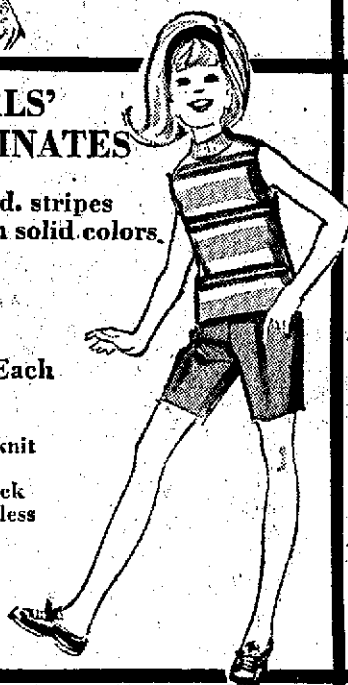 LS'
INATES
d. stripes
n solid colors.
Each
knit
ck
less